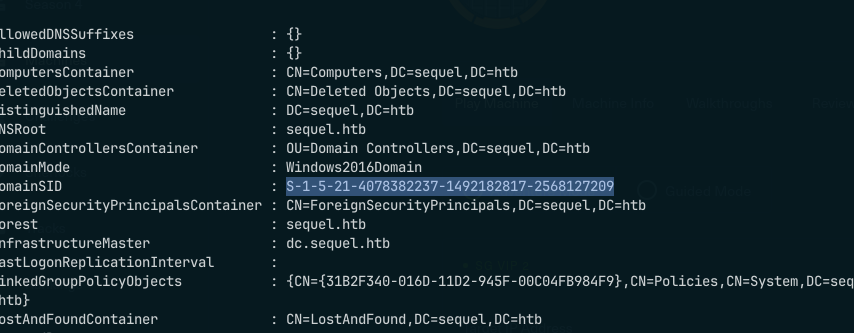 llowedDNSSuffixes : {}
hildDomains : {}
omputersContainer : CN=Computers,DC=sequel,DC=htb
eletedObjectsContainer : CN=Deleted Objects,DC=sequel,DC=htb
istinguishedName : DC=sequel,DC=htb
NSRoot : sequel.htb
omainControllersContainer : OU=Domain Controllers,DC=sequel,DC=htb
omainMode : Windows2016Domain
omainSID : S-1-5-21-4078382237-1492182817-2568127209
oreignSecurityPrincipalsContainer : CN=ForeignSecurityPrincipals,DC=sequel,DC=htb
orest : sequel.htb
nfrastructureMaster : dc.sequel.htb
astLogonReplicationInterval :
inkedGroupPolicyObjects : {CN={31B2F340-016D-11D2-945F-00C04FB984F9},CN=Policies,CN=System,DC=seq
htb}
ostAndFoundContainer : CN=LostAndFound,DC=sequel,DC=htb